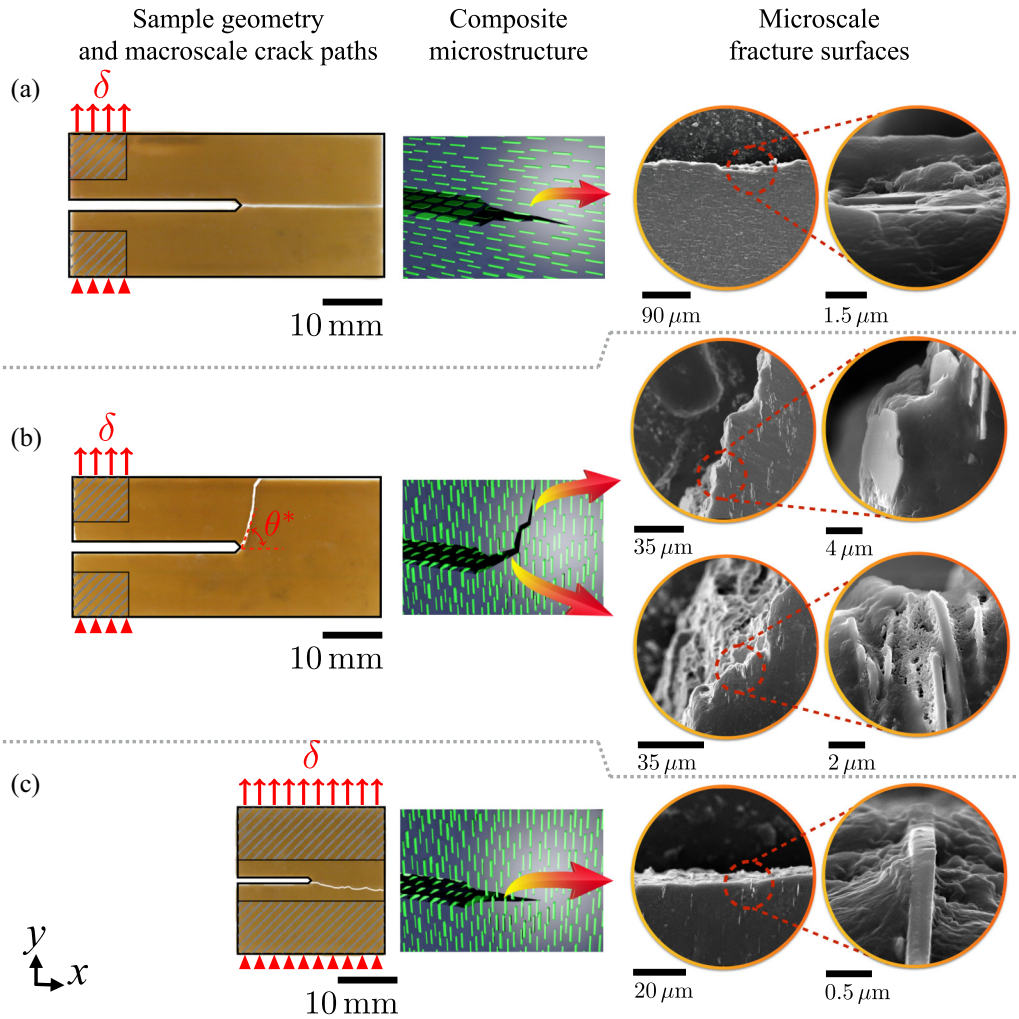 Sample geometry
and macroscale crack paths
Composite
microstructure
Microscale
fracture surfaces
(a)
δ
10 mm
90 μm
1.5 μm
(b)
δ
θ*
10 mm
35 μm
4 μm
35 μm
2 μm
(c)
δ
10 mm
20 μm
0.5 μm
y
x